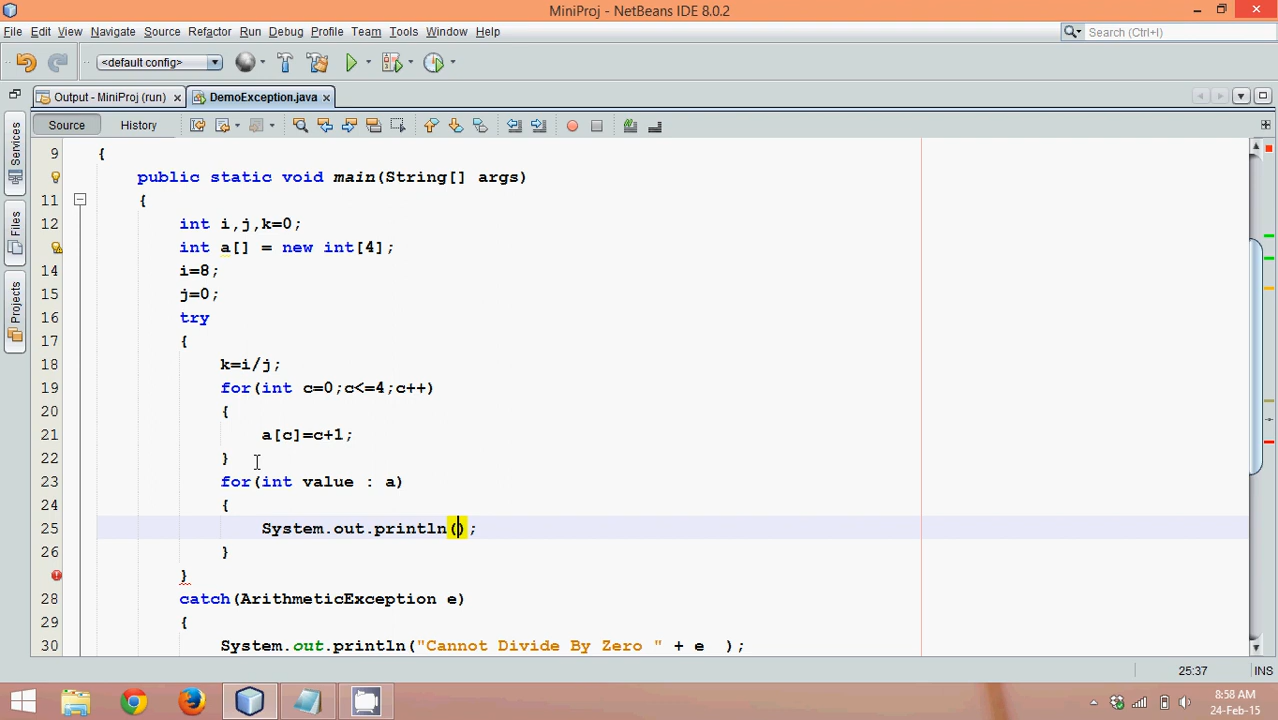 MiniProj - NetBeans IDE 8.0.2
File Edit View Navigate Source Refactor Run Debug Profile Team Tools Window Help
Search (Ctrl+I)
<default config>
Output - MiniProj (run) × DemoException.java ×
Source History
Services
Files
Projects
9 {
public static void main(String[] args)
11 {
12 int i,j,k=0;
int a[] = new int[4];
14 i=8;
15 j=0;
16 try
17 {
18 k=i/j;
19 for(int c=0;c<=4;c++)
20 {
21 a[c]=c+1;
22 }
23 for(int value : a)
24 {
25 System.out.println();
26 }
}
28 catch(ArithmeticException e)
29 {
30 System.out.println("Cannot Divide By Zero " + e );
25:37 INS
8:58 AM
24-Feb-15